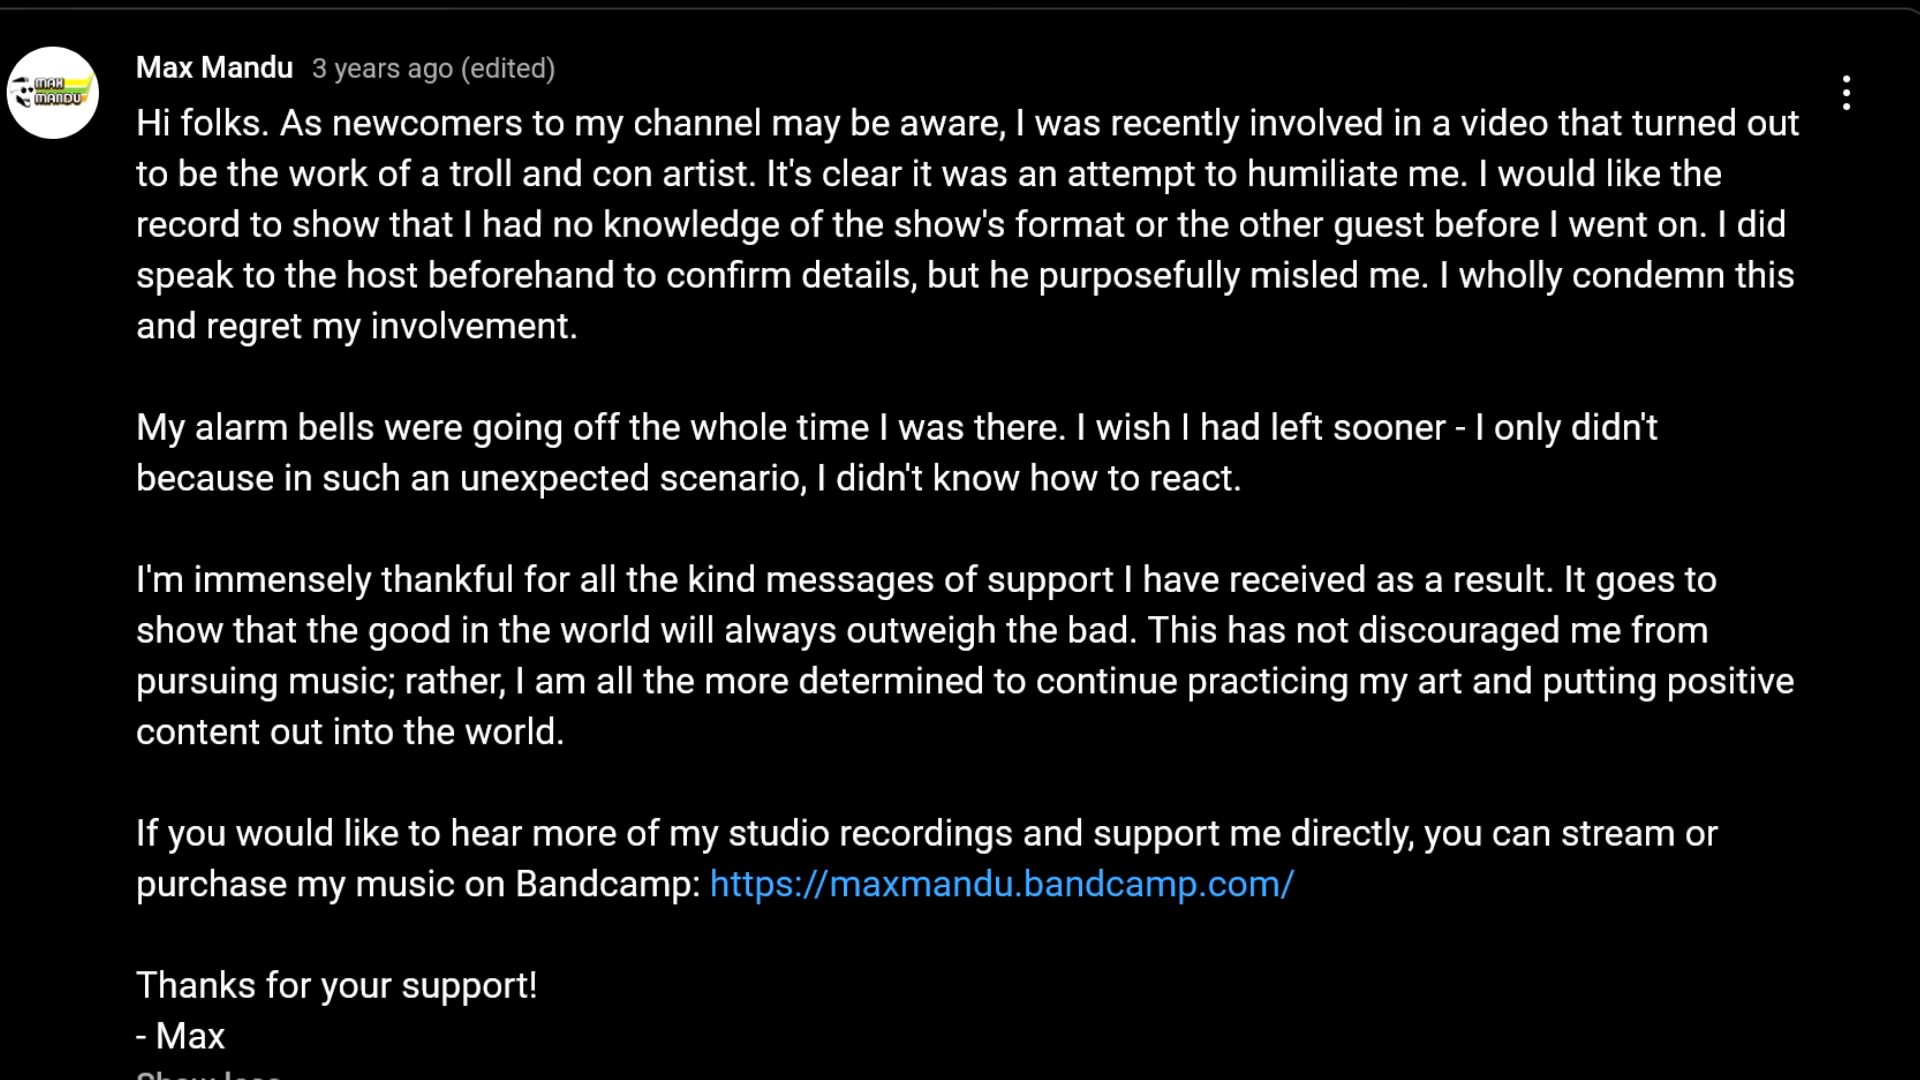 MAX
MANDU
Max Mandu 3 years ago (edited)
Hi folks. As newcomers to my channel may be aware, I was recently involved in a video that turned out
to be the work of a troll and con artist. It's clear it was an attempt to humiliate me. I would like the
record to show that I had no knowledge of the show's format or the other guest before I went on. I did
speak to the host beforehand to confirm details, but he purposefully misled me. I wholly condemn this
and regret my involvement.
My alarm bells were going off the whole time I was there. I wish I had left sooner - I only didn't
because in such an unexpected scenario, I didn't know how to react.
I'm immensely thankful for all the kind messages of support I have received as a result. It goes to
show that the good in the world will always outweigh the bad. This has not discouraged me from
pursuing music; rather, I am all the more determined to continue practicing my art and putting positive
content out into the world.
If you would like to hear more of my studio recordings and support me directly, you can stream or
purchase my music on Bandcamp: https://maxmandu.bandcamp.com/
Thanks for your support!
- Max
Show less